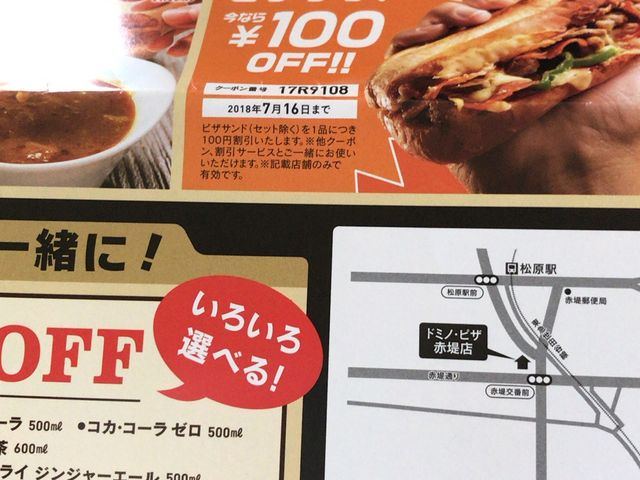 今なら
¥100
OFF!!
クーポン番号 17R9108
2018年7月16日まで
ピザサンド(セット除く)を1品につき
100円割引いたします。※他クーポ
ン、割引サービスとご一緒にお使い
いただけます。※記載店舗のみで
有効です。
一緒に!
OFF
いろいろ
選べる!
ーラ 500㎖ ●コカ・コーラ ゼロ 500㎖
茶 600㎖
ライ ジンジャーエール 500㎖
松原駅
松原駅前
赤堤郵便局
ドミノ・ピザ
赤堤店
東急世田谷線
赤堤通り
赤堤交番前